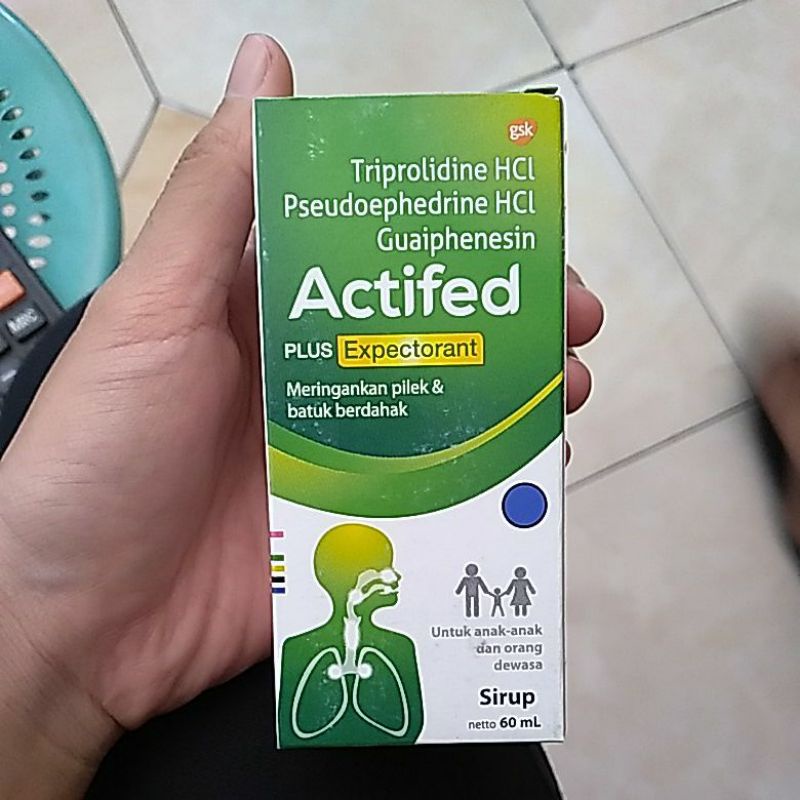 gsk
Triprolidine HCl
Pseudoephedrine HCl
Guaiphenesin
Actifed
PLUS Expectorant
Meringankan pilek &
batuk berdahak
Untuk anak-anak
dan orang
dewasa
Sirup
netto 60 mL